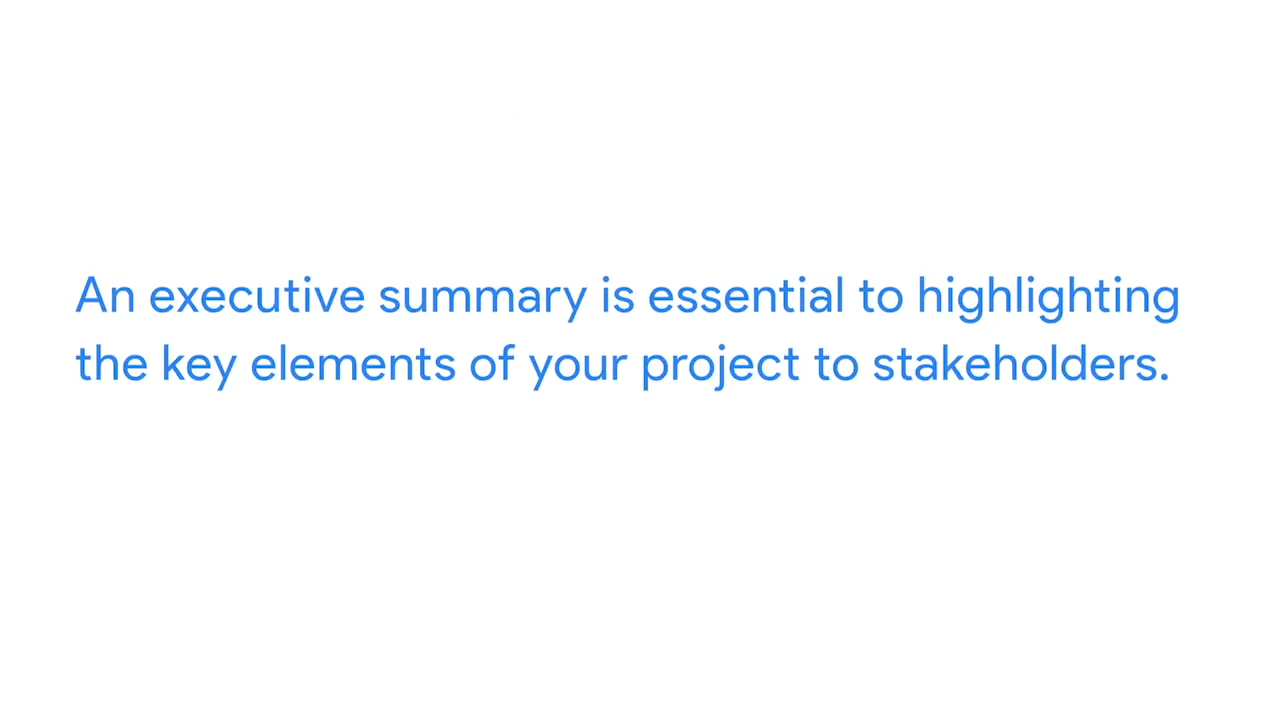 An executive summary is essential to highlighting
the key elements of your project to stakeholders.